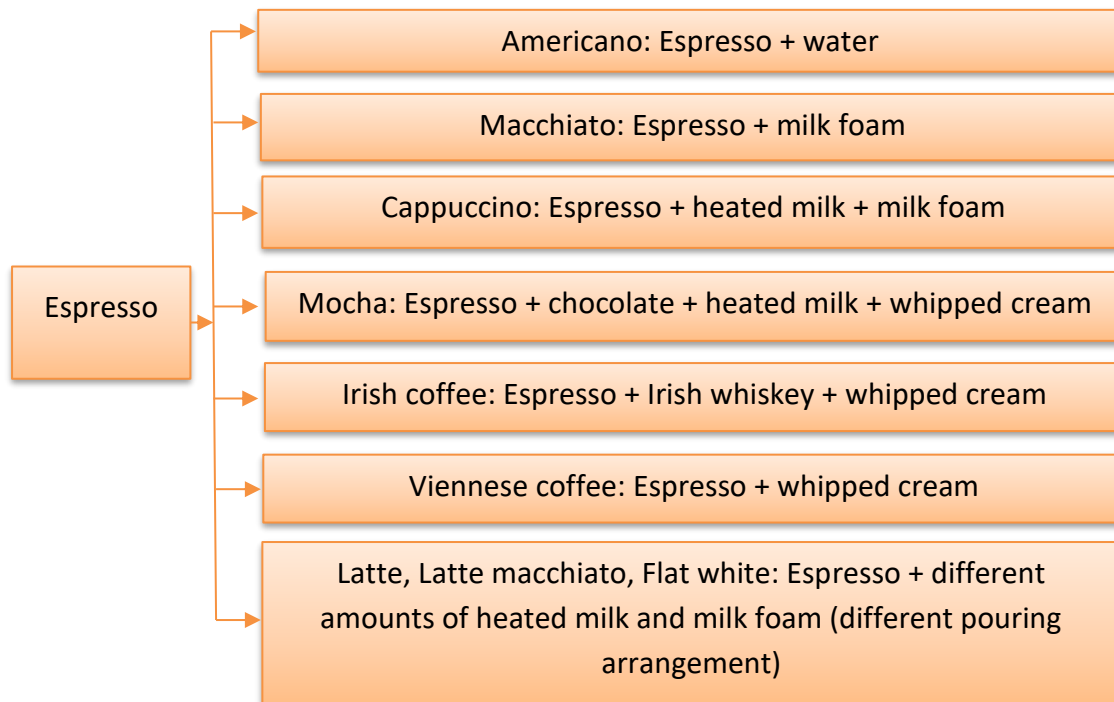 Espresso
Americano: Espresso + water
Macchiato: Espresso + milk foam
Cappuccino: Espresso + heated milk + milk foam
Mocha: Espresso + chocolate + heated milk + whipped cream
Irish coffee: Espresso + Irish whiskey + whipped cream
Viennese coffee: Espresso + whipped cream
Latte, Latte macchiato, Flat white: Espresso + different
amounts of heated milk and milk foam (different pouring
arrangement)